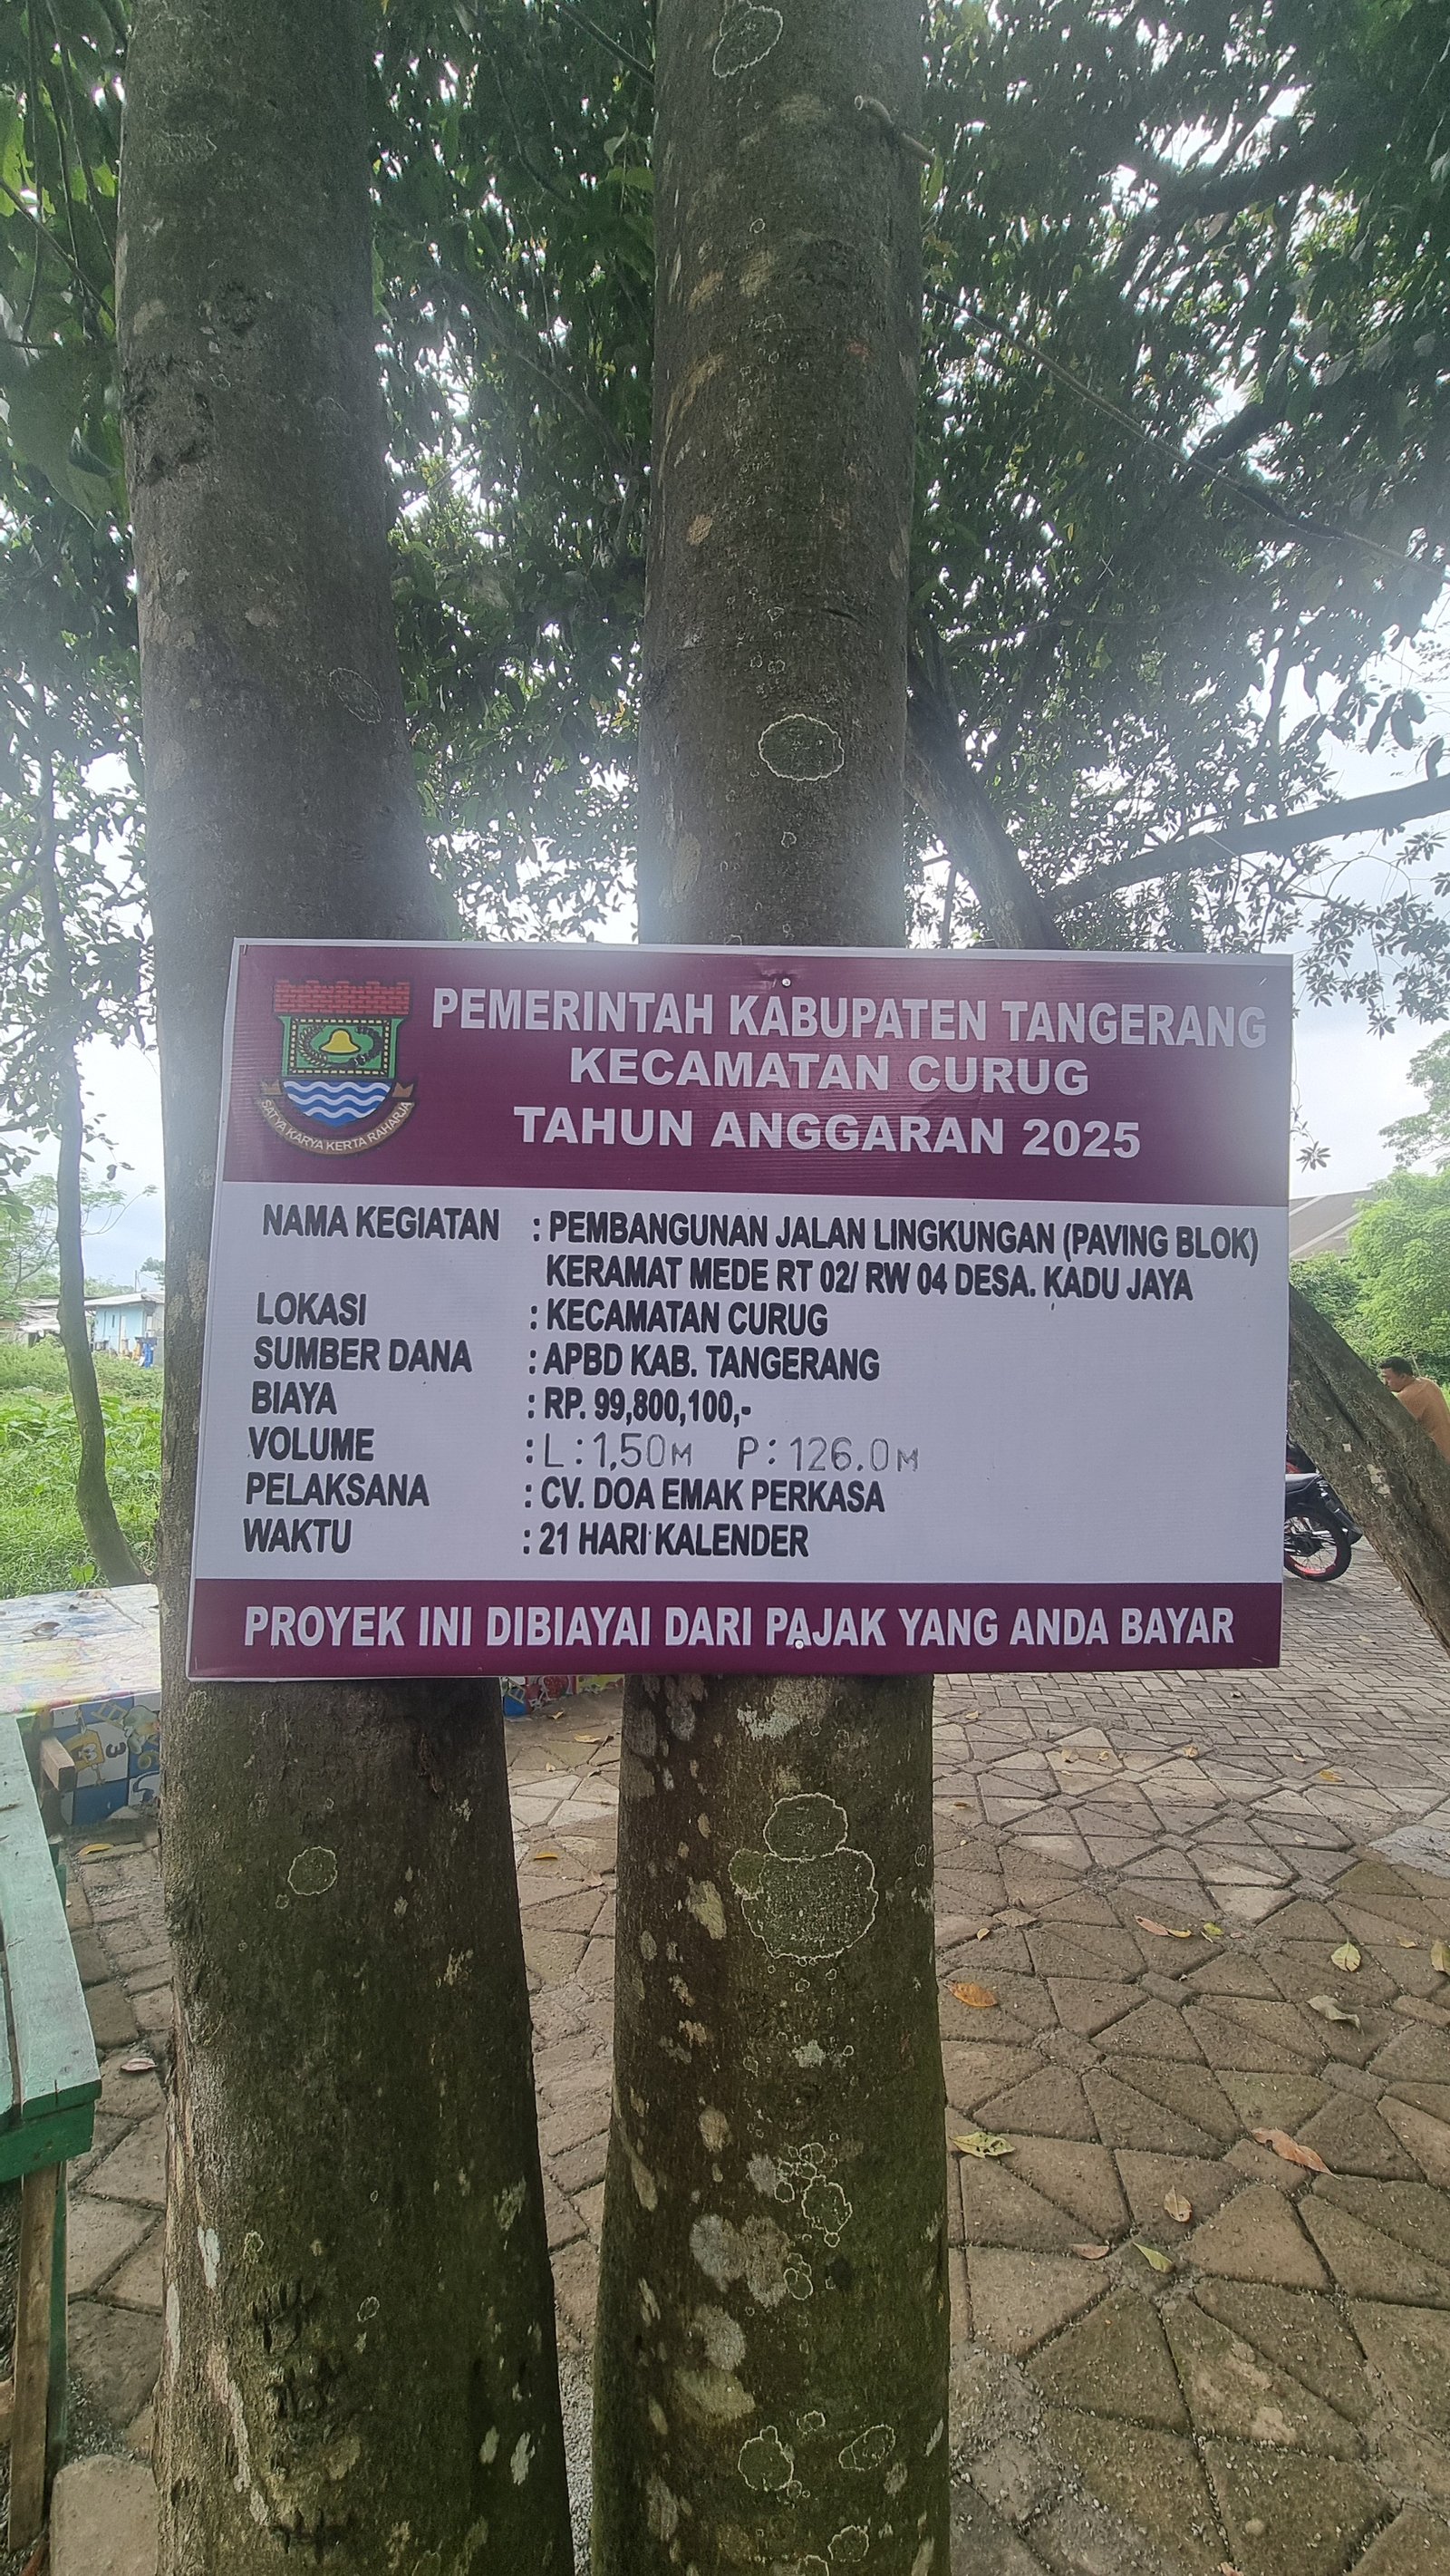 PEMERINTAH KABUPATEN TANGERANG
KECAMATAN CURUG
TAHUN ANGGARAN 2025
SATYA KARYA KERTA RAHARJA
NAMA KEGIATAN : PEMBANGUNAN JALAN LINGKUNGAN (PAVING BLOK)
KERAMAT MEDE RT 02/ RW 04 DESA. KADU JAYA
LOKASI : KECAMATAN CURUG
SUMBER DANA : APBD KAB. TANGERANG
BIAYA : RP. 99,800,100,-
VOLUME : L : 1,50 M P : 126.0 M
PELAKSANA : CV. DOA EMAK PERKASA
WAKTU : 21 HARI KALENDER
PROYEK INI DIBIAYAI DARI PAJAK YANG ANDA BAYAR